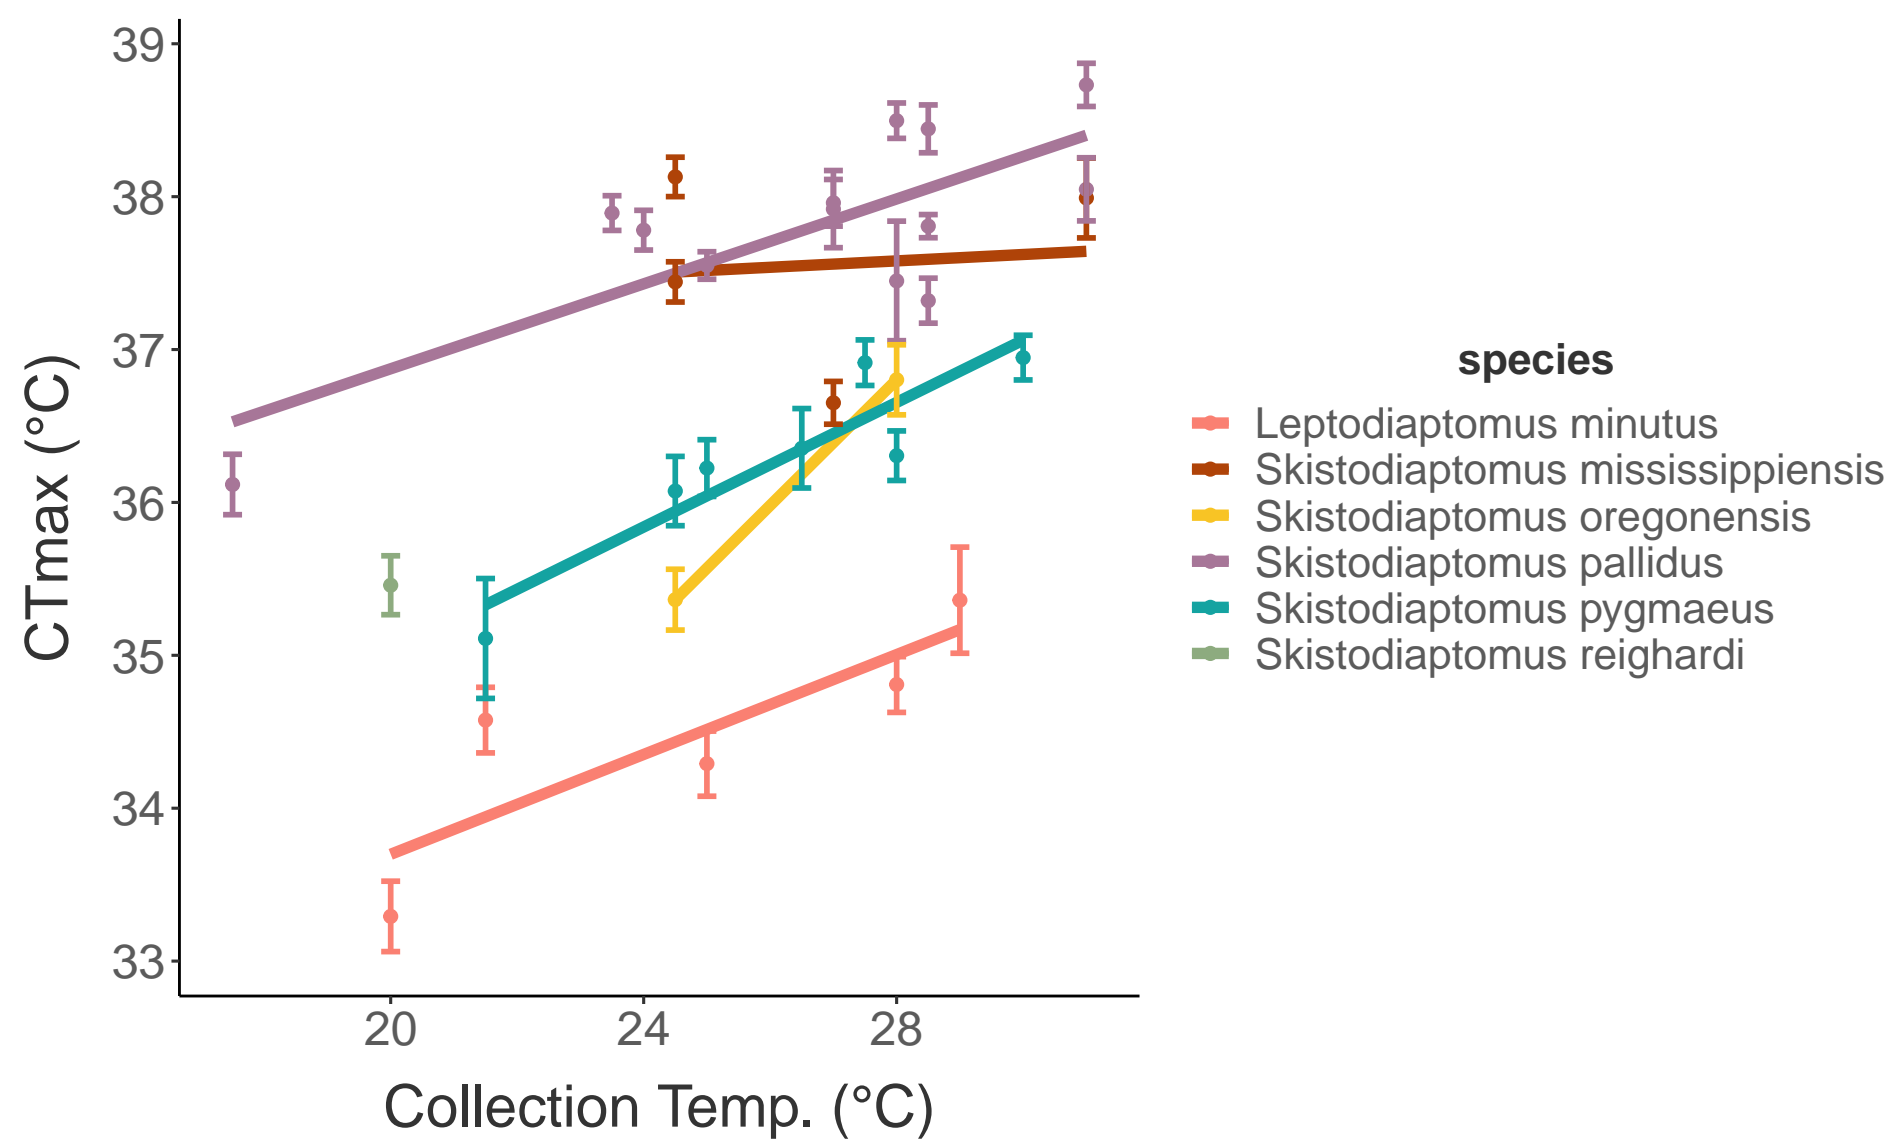 39
38
37
36
35
34
33
CTmax (°C)
20 24 28
Collection Temp. (°C)
species
Leptodiaptomus minutus
Skistodiaptomus mississippiensis
Skistodiaptomus oregonensis
Skistodiaptomus pallidus
Skistodiaptomus pygmaeus
Skistodiaptomus reighardi